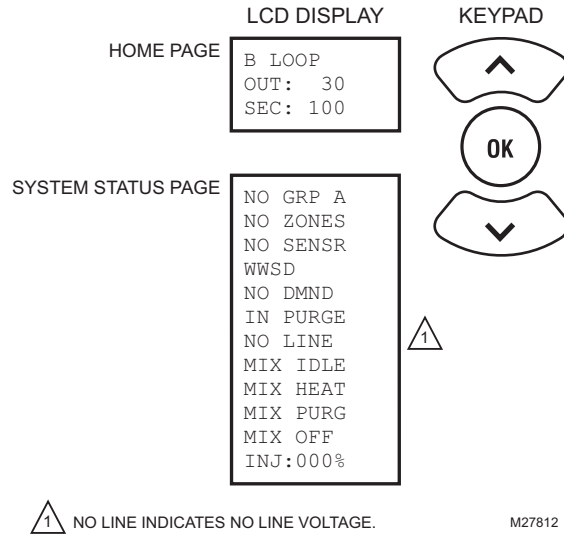 LCD DISPLAY KEYPAD
HOME PAGE
B LOOP
OUT: 30
SEC: 100
OK
SYSTEM STATUS PAGE
NO GRP A
NO ZONES
NO SENSR
WWSD
NO DMND
IN PURGE
NO LINE
1
MIX IDLE
MIX HEAT
MIX PURG
MIX OFF
INJ:000%
1 NO LINE INDICATES NO LINE VOLTAGE. M27812